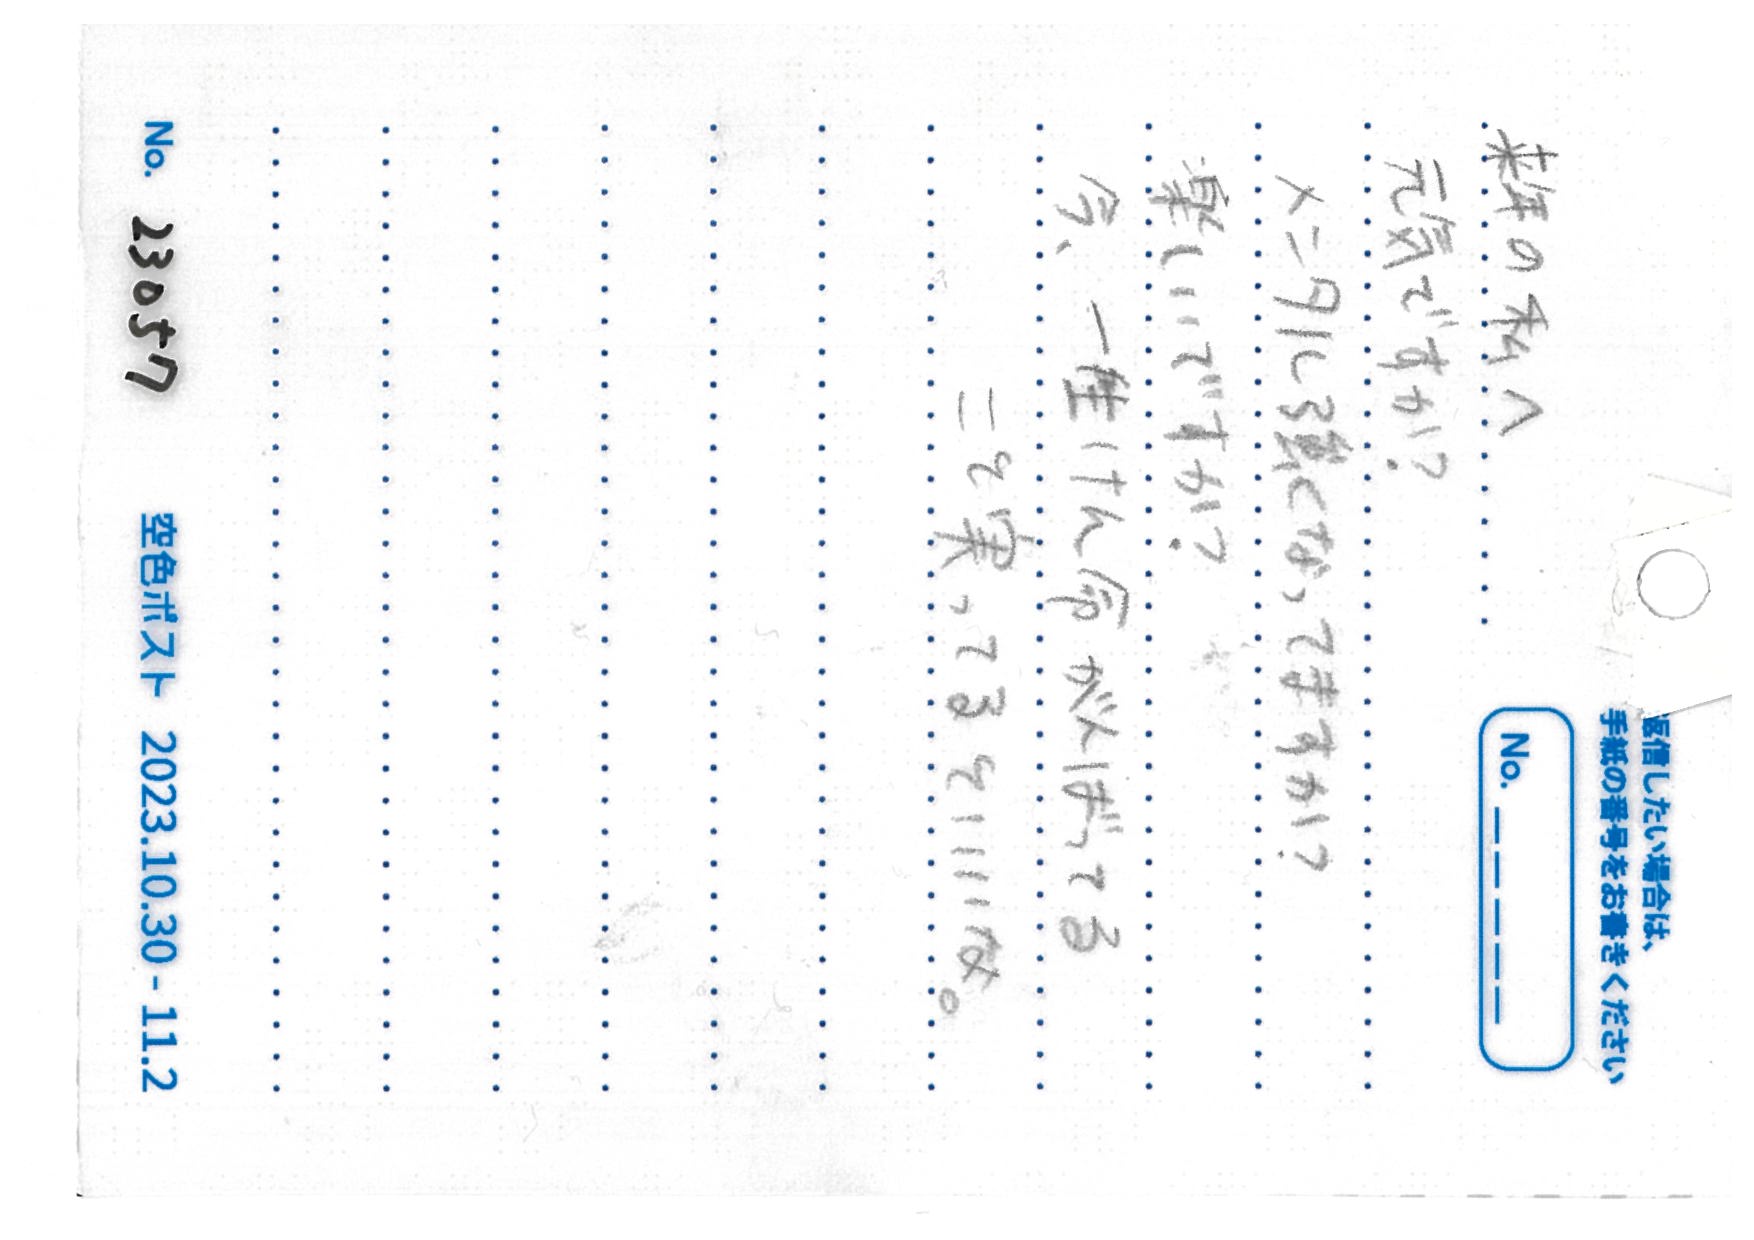 返信したい場合は、
手紙の番号をお書きください
No. _ _ _ _ _
来年の私へ
元気ですか?
メンタル強くなってますか?
楽しいですか?
今、一生けん命がんばってる
こと実ってるといいな。
No. 23057
空色ポスト 2023.10.30 - 11.2